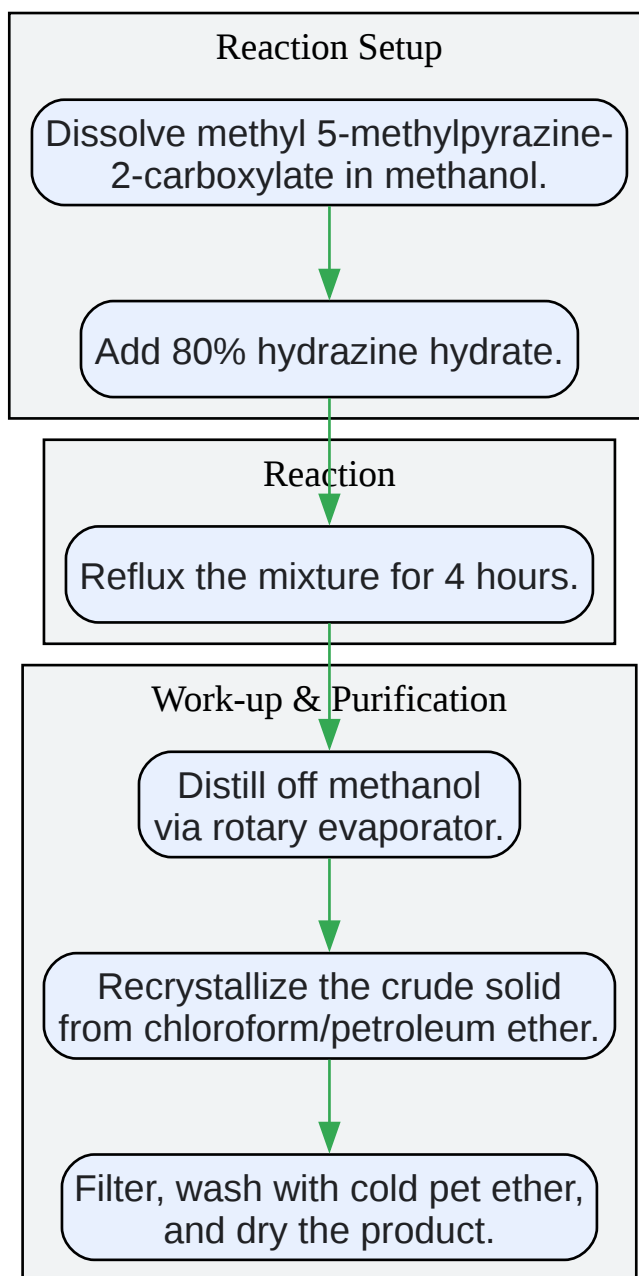 Reaction Setup
Dissolve methyl 5-methylpyrazine-
2-carboxylate in methanol.
Add 80% hydrazine hydrate.
Reaction
Reflux the mixture for 4 hours.
Work-up & Purification
Distill off methanol
via rotary evaporator.
Recrystallize the crude solid
from chloroform/petroleum ether.
Filter, wash with cold pet ether,
and dry the product.